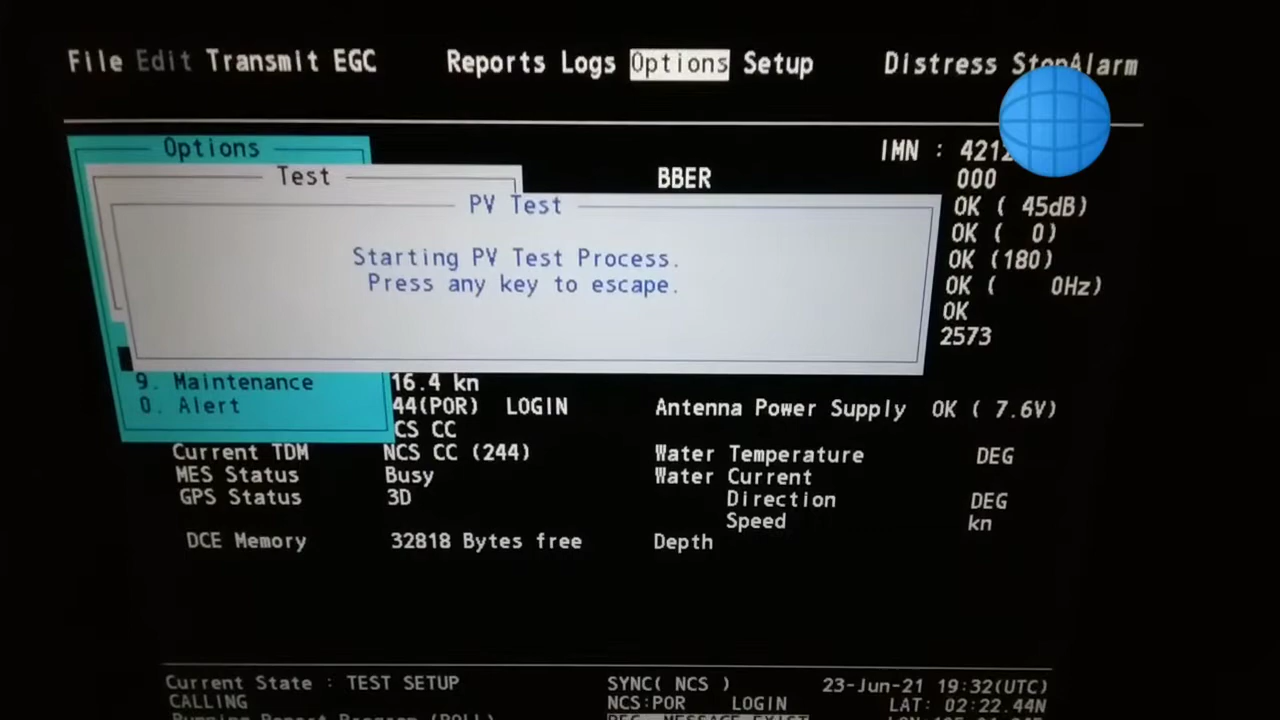 File Edit Transmit EGC Reports Logs Options Setup Distress StopAlarm
Options
IMN : 4212
Test
BBER
000
PV Test
OK ( 45dB)
OK ( 0)
Starting PV Test Process.
OK (180)
Press any key to escape.
OK ( 0Hz)
OK
2573
9. Maintenance
16.4 kn
0. Alert
44(POR) LOGIN
Antenna Power Supply OK ( 7.6V)
CS CC
Current TDM NCS CC (244)
Water Temperature DEG
MES Status Busy
Water Current
GPS Status 3D
Direction DEG
Speed kn
DCE Memory 32818 Bytes free
Depth
Current State : TEST SETUP
SYNC( NCS )
23-Jun-21 19:32(UTC)
CALLING
NCS:POR LOGIN
LAT: 02:22.44N